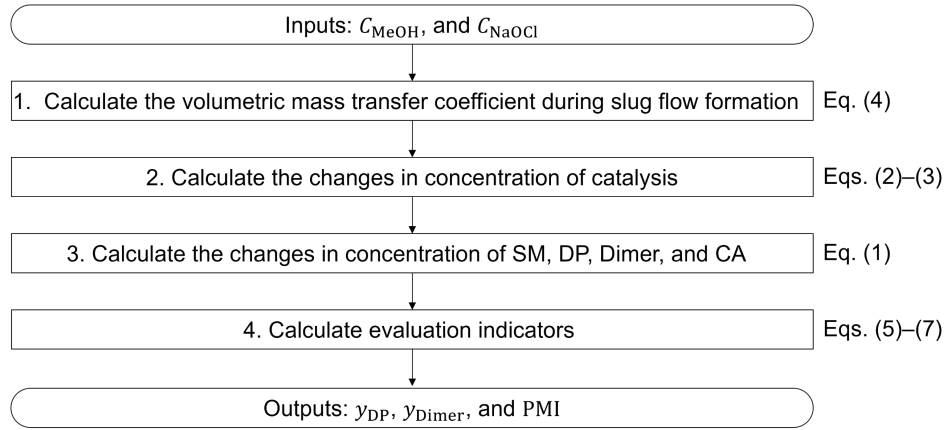 Inputs: C_MeOH, and C_NaOCl
1. Calculate the volumetric mass transfer coefficient during slug flow formation Eq. (4)
2. Calculate the changes in concentration of catalysis Eqs. (2)–(3)
3. Calculate the changes in concentration of SM, DP, Dimer, and CA Eq. (1)
4. Calculate evaluation indicators Eqs. (5)–(7)
Outputs: y_DP, y_Dimer, and PMI